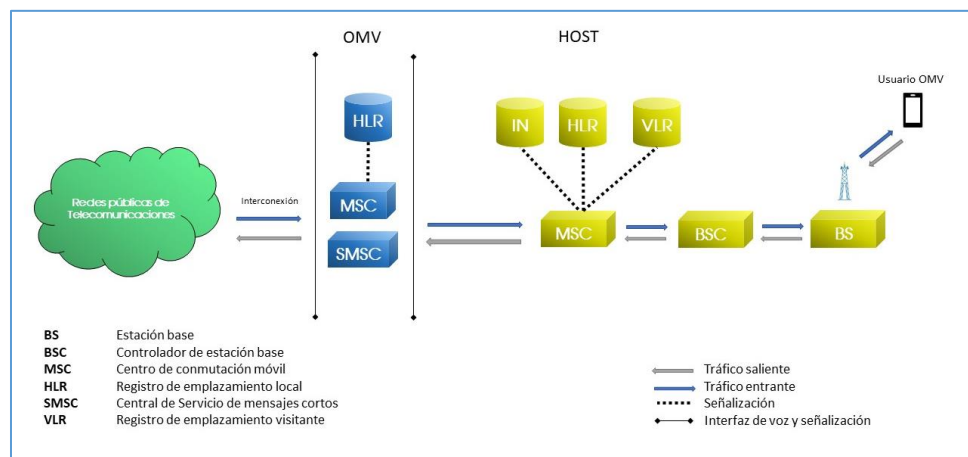 OMV
HOST
Usuario OMV
HLR
IN
HLR
VLR
Redes públicas de
Telecomunicaciones
Interconexión
MSC
SMSC
MSC
BSC
BS
BS Estación base
BSC Controlador de estación base
MSC Centro de conmutación móvil
HLR Registro de emplazamiento local
SMSC Central de Servicio de mensajes cortos
VLR Registro de emplazamiento visitante
Tráfico saliente
Tráfico entrante
Señalización
Interfaz de voz y señalización